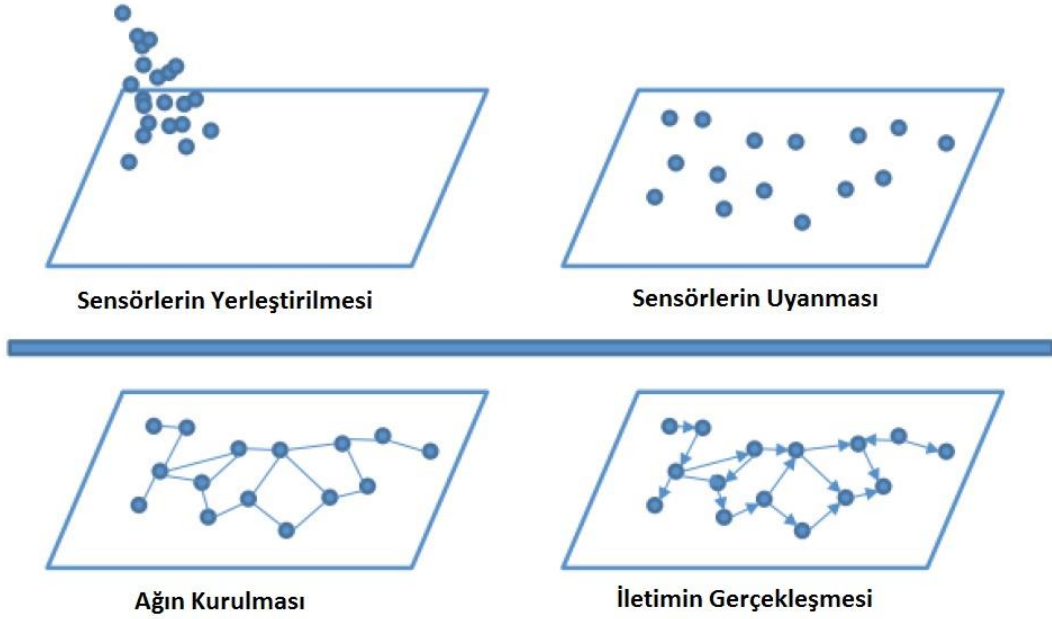 Sensörlerin Yerleştirilmesi
Sensörlerin Uyanması
Ağın Kurulması
İletimin Gerçekleşmesi